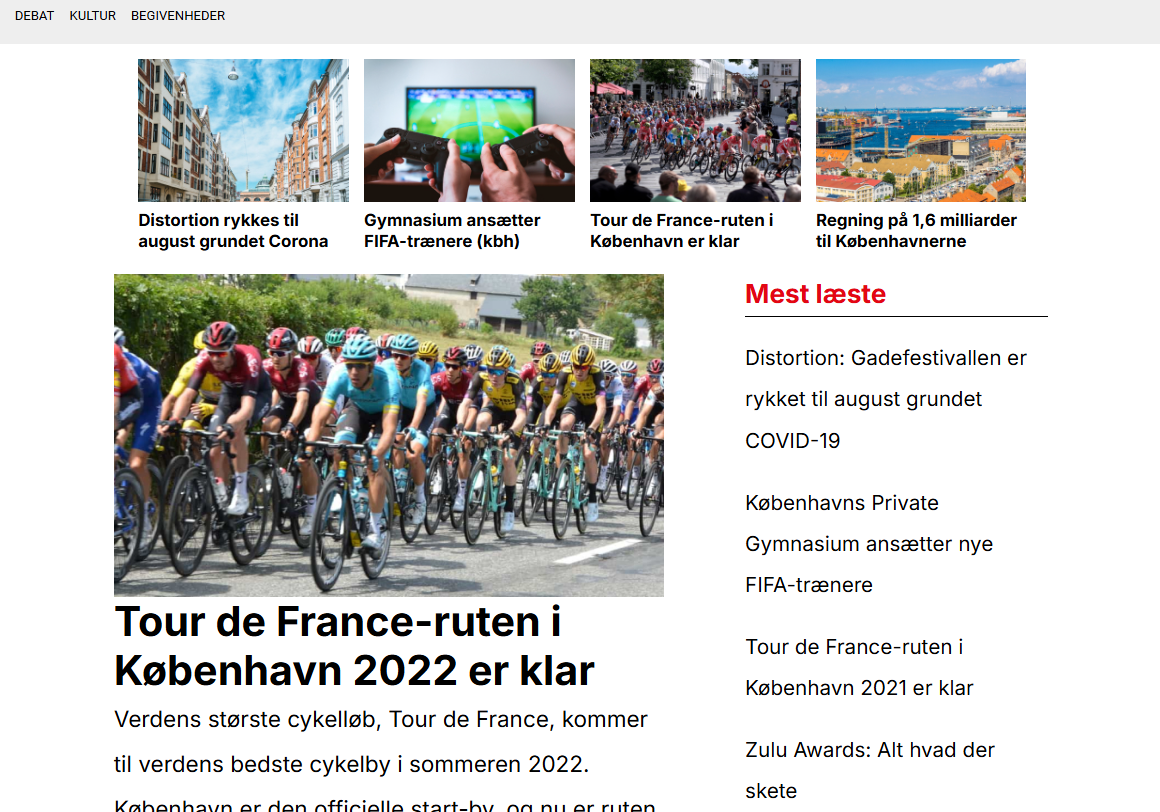 DEBAT KULTUR BEGIVENHEDER
Distortion rykkes til
august grundet Corona
Gymnasium ansætter
FIFA-trænere (kbh)
Tour de France-ruten i
København er klar
Regning på 1,6 milliarder
til Københavnerne
Tour de France-ruten i
København 2022 er klar
Verdens største cykelløb, Tour de France, kommer
til verdens bedste cykelby i sommeren 2022.
København er den officielle start-by, og nu er ruten
Mest læste
Distortion: Gadefestivallen er
rykket til august grundet
COVID-19
Københavns Private
Gymnasium ansætter nye
FIFA-trænere
Tour de France-ruten i
København 2021 er klar
Zulu Awards: Alt hvad der
skete